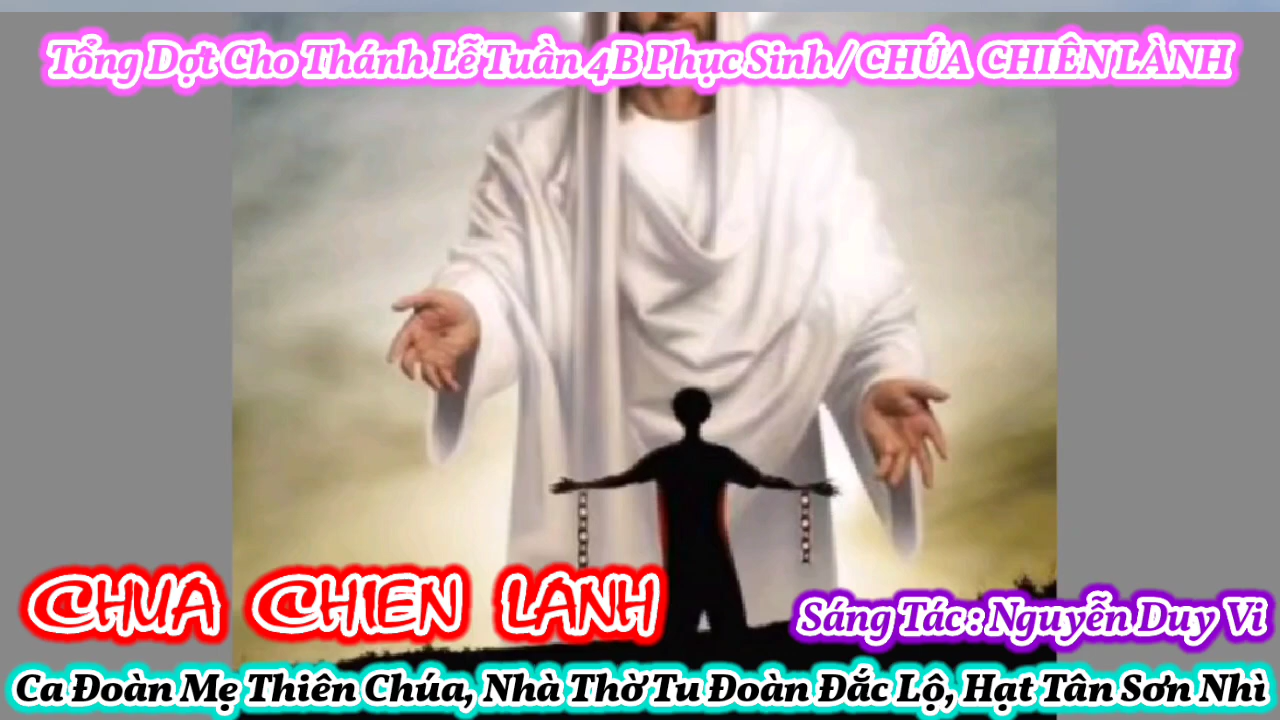 Tổng Dợt Cho Thánh Lễ Tuần 4B Phục Sinh / CHÚA CHIÊN LÀNH
CHUA CHIEN LANH
Sáng Tác : Nguyễn Duy Vi
Ca Đoàn Mẹ Thiên Chúa, Nhà Thờ Tu Đoàn Đắc Lộ, Hạt Tân Sơn Nhì